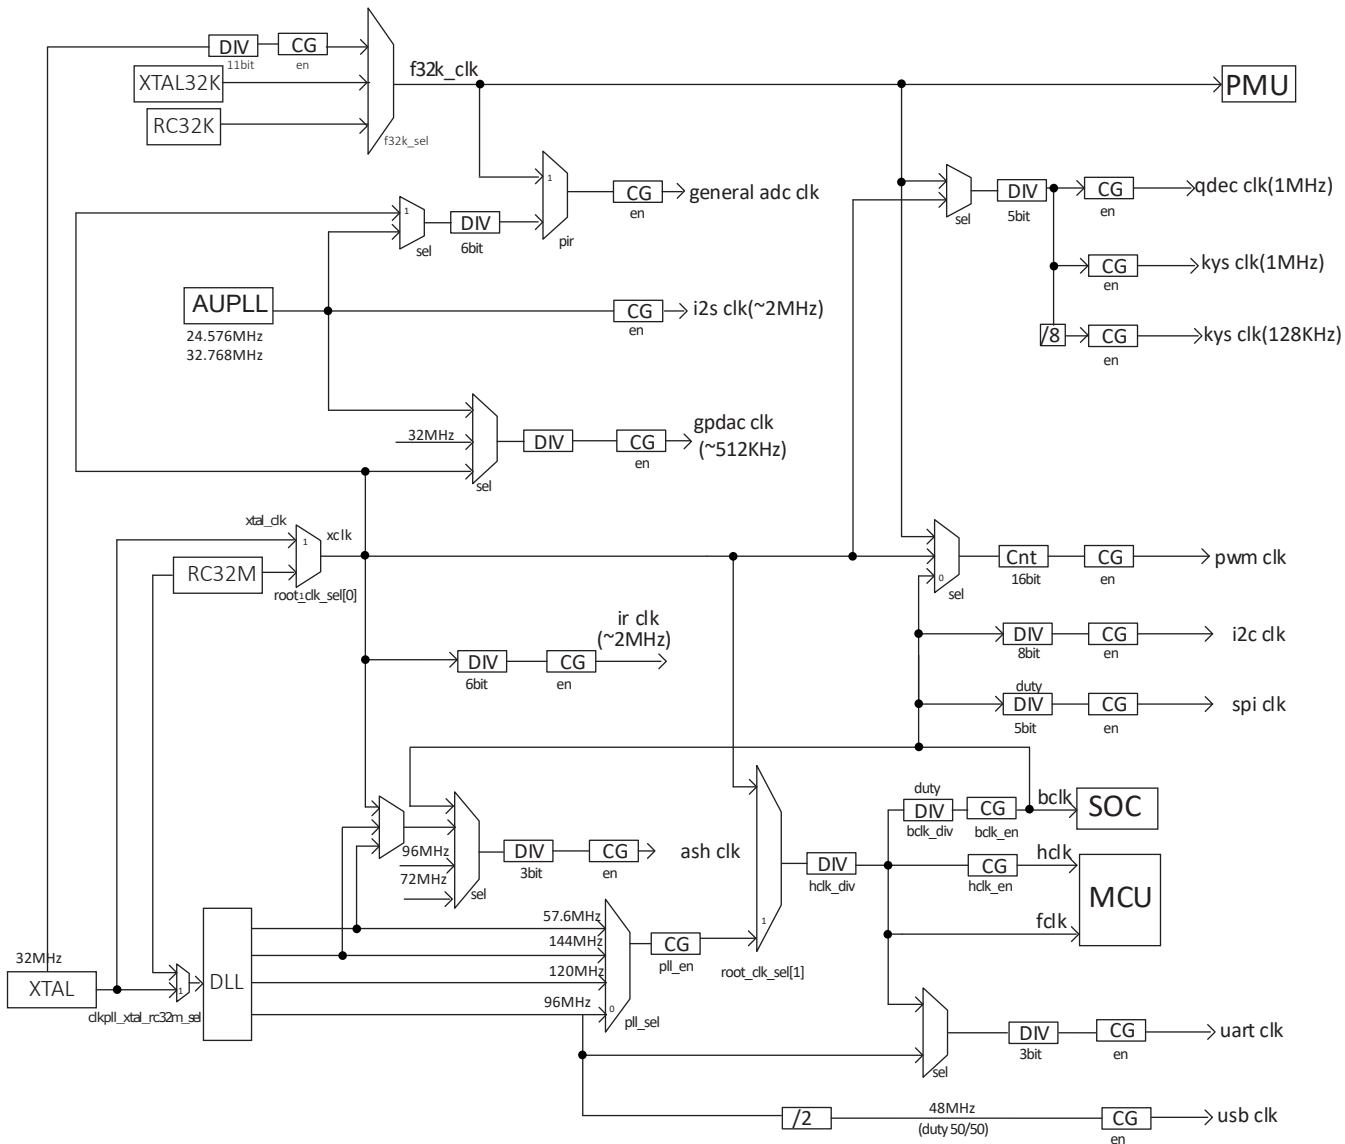 DIV
CG
11bit
en
XTAL32K
RC32K
f32k_clk
f32k_sel
PMU
1
pir
CG
en
general adc clk
1
sel
DIV
6bit
sel
DIV
5bit
CG
en
qdec clk(1MHz)
CG
en
kys clk(1MHz)
/8
CG
en
kys clk(128KHz)
AUPLL
24.576MHz
32.768MHz
CG
en
i2s clk(~2MHz)
32MHz
sel
DIV
CG
en
gpdac clk
(~512KHz)
xtal_clk
1
xclk
RC32M
root_clk_sel[0]
1
0
sel
Cnt
16bit
CG
en
pwm clk
ir clk
(~2MHz)
DIV
6bit
CG
en
DIV
8bit
CG
en
i2c clk
duty
DIV
5bit
CG
en
spi clk
96MHz
72MHz
sel
DIV
3bit
CG
en
ash clk
1
root_clk_sel[1]
DIV
hclk_div
duty
DIV
bclk_div
CG
bclk_en
bclk
SOC
CG
hclk_en
hclk
fclk
MCU
32MHz
XTAL
1
clkpll_xtal_rc32m_sel
DLL
57.6MHz
144MHz
120MHz
96MHz
0
pll_sel
CG
pll_en
sel
DIV
3bit
CG
en
uart clk
/2
48MHz
(duty 50/50)
CG
en
usb clk